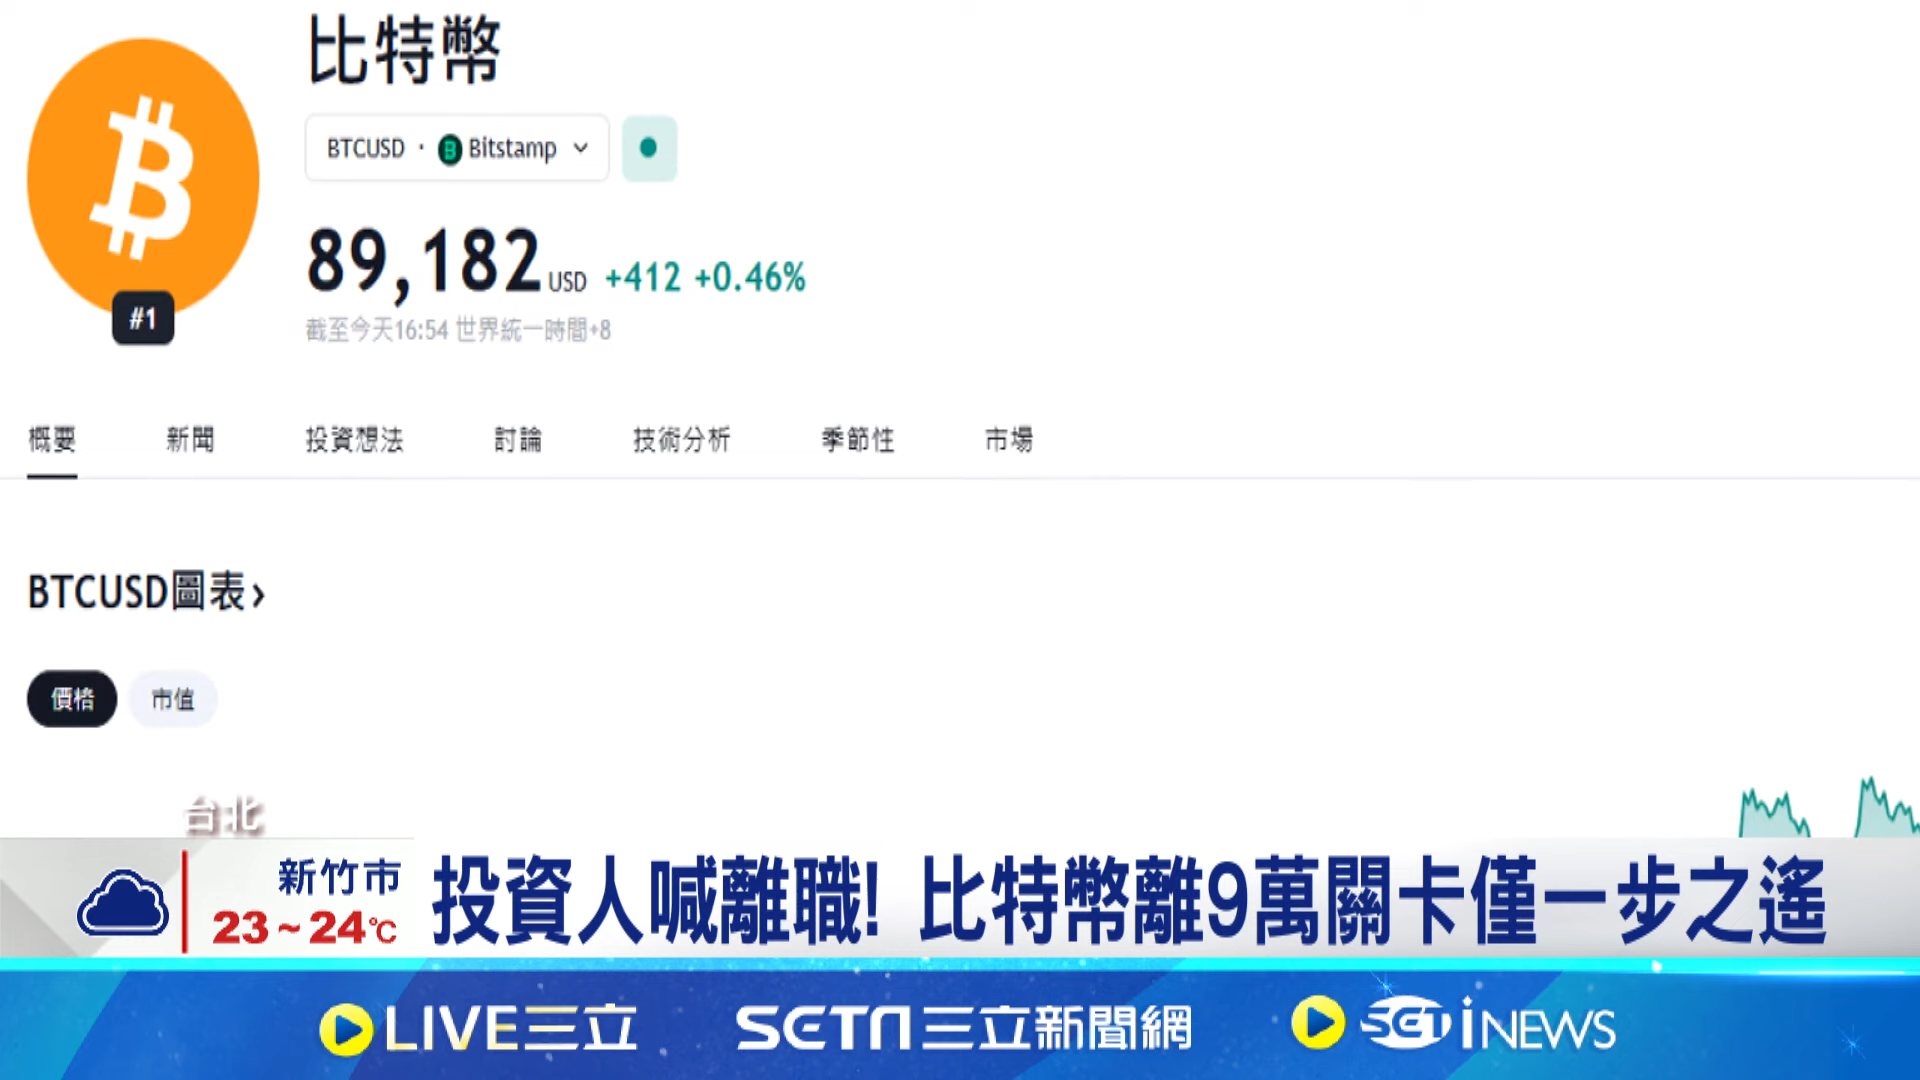 比特幣
BTCUSD · Bitstamp
89,182 USD +412 +0.46%
#1
截至今天16:54 世界統一時間+8
概要 新聞 投資想法 討論 技術分析 季節性 市場
BTCUSD圖表›
價格 市值
台北
新竹市
23~24℃
投資人喊離職! 比特幣離9萬關卡僅一步之遙
LIVE三立 SETN三立新聞網 SET iNEWS